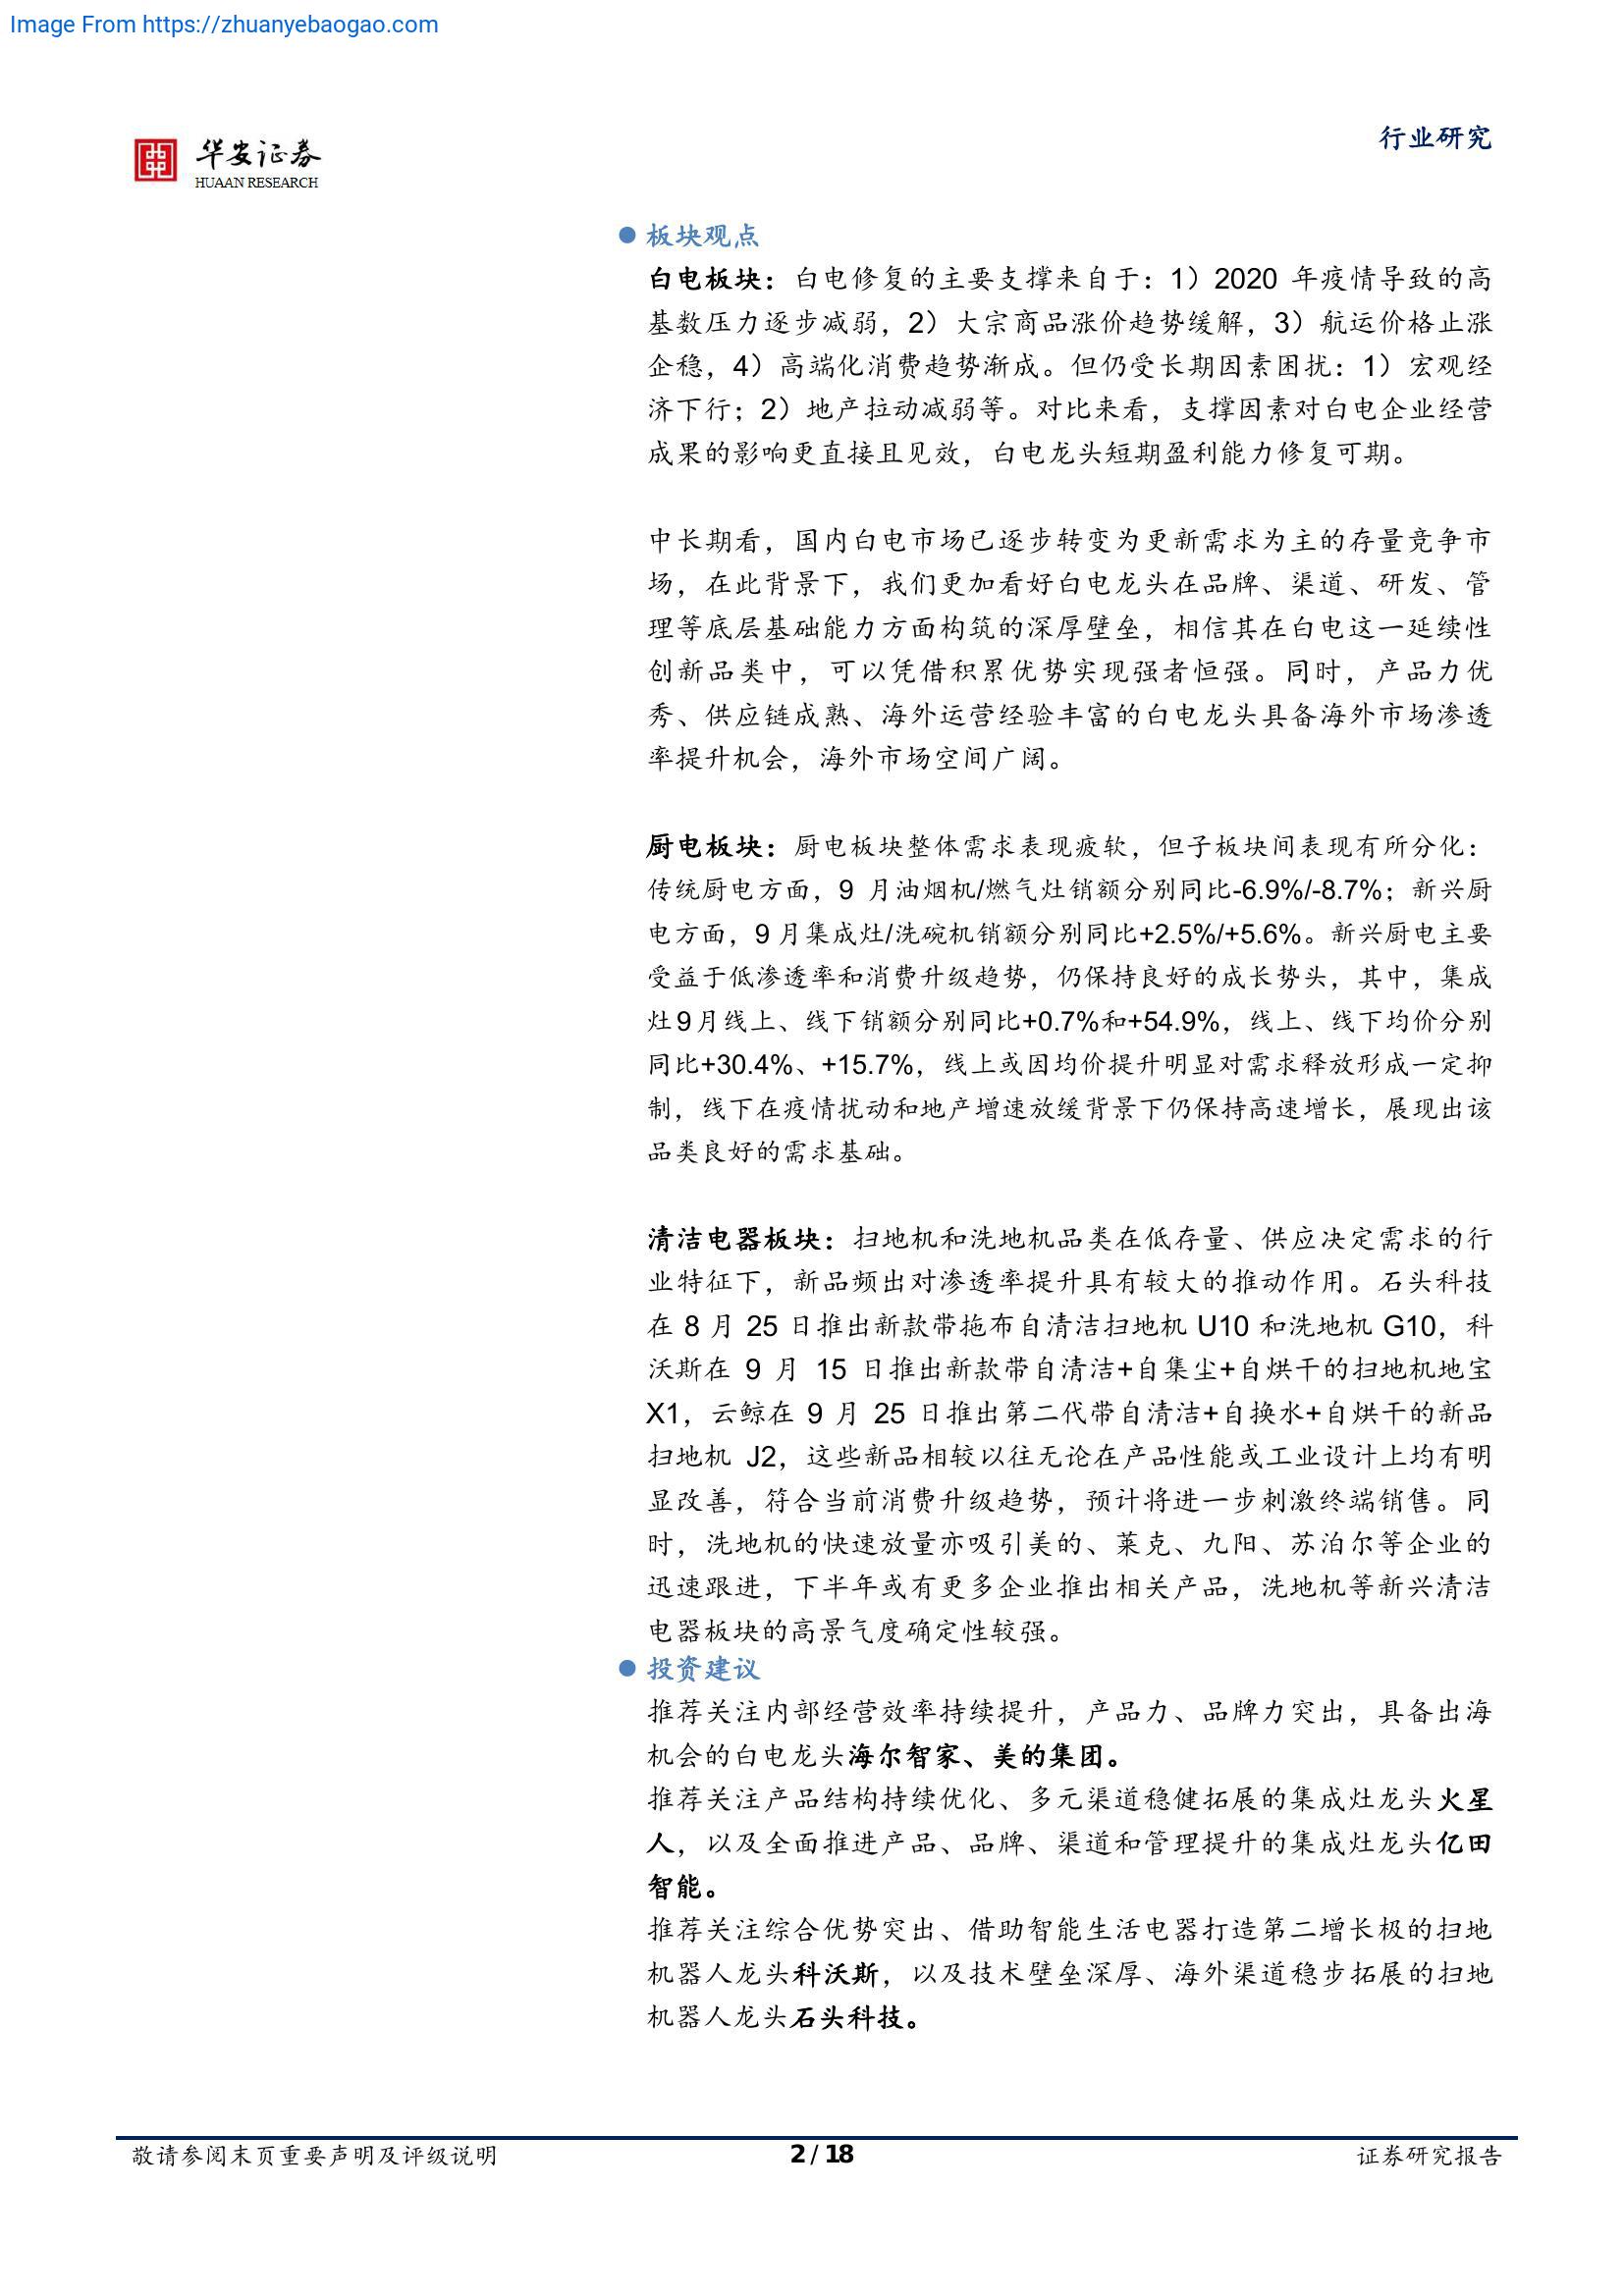 Image From https://zhuanyebaogao.com
华安证券
HUAAN RESEARCH
行业研究
板块观点
白电板块：白电修复的主要支撑来自于：1）2020 年疫情导致的高
基数压力逐步减弱，2）大宗商品涨价趋势缓解，3）航运价格止涨
企稳，4）高端化消费趋势渐成。但仍受长期因素困扰：1）宏观经
济下行；2）地产拉动减弱等。对比来看，支撑因素对白电企业经营
成果的影响更直接且见效，白电龙头短期盈利能力修复可期。
中长期看，国内白电市场已逐步转变为更新需求为主的存量竞争市
场，在此背景下，我们更加看好白电龙头在品牌、渠道、研发、管
理等底层基础能力方面构筑的深厚壁垒，相信其在白电这一延续性
创新品类中，可以凭借积累优势实现强者恒强。同时，产品力优
秀、供应链成熟、海外运营经验丰富的白电龙头具备海外市场渗透
率提升机会，海外市场空间广阔。
厨电板块：厨电板块整体需求表现疲软，但子板块间表现有所分化：
传统厨电方面，9 月油烟机/燃气灶销额分别同比-6.9%/-8.7%；新兴厨
电方面，9 月集成灶/洗碗机销额分别同比+2.5%/+5.6%。新兴厨电主要
受益于低渗透率和消费升级趋势，仍保持良好的成长势头，其中，集成
灶9月线上、线下销额分别同比+0.7%和+54.9%，线上、线下均价分别
同比+30.4%、+15.7%，线上或因均价提升明显对需求释放形成一定抑
制，线下在疫情扰动和地产增速放缓背景下仍保持高速增长，展现出该
品类良好的需求基础。
清洁电器板块：扫地机和洗地机品类在低存量、供应决定需求的行
业特征下，新品频出对渗透率提升具有较大的推动作用。石头科技
在 8 月 25 日推出新款带拖布自清洁扫地机 U10 和洗地机 G10，科
沃斯在 9 月 15 日推出新款带自清洁+自集尘+自烘干的扫地机地宝
X1，云鲸在 9 月 25 日推出第二代带自清洁+自换水+自烘干的新品
扫地机 J2，这些新品相较以往无论在产品性能或工业设计上均有明
显改善，符合当前消费升级趋势，预计将进一步刺激终端销售。同
时，洗地机的快速放量亦吸引美的、莱克、九阳、苏泊尔等企业的
迅速跟进，下半年或有更多企业推出相关产品，洗地机等新兴清洁
电器板块的高景气度确定性较强。
投资建议
推荐关注内部经营效率持续提升，产品力、品牌力突出，具备出海
机会的白电龙头海尔智家、美的集团。
推荐关注产品结构持续优化、多元渠道稳健拓展的集成灶龙头火星
人，以及全面推进产品、品牌、渠道和管理提升的集成灶龙头亿田
智能。
推荐关注综合优势突出、借助智能生活电器打造第二增长极的扫地
机器人龙头科沃斯，以及技术壁垒深厚、海外渠道稳步拓展的扫地
机器人龙头石头科技。
敬请参阅末页重要声明及评级说明
2 / 18
证券研究报告